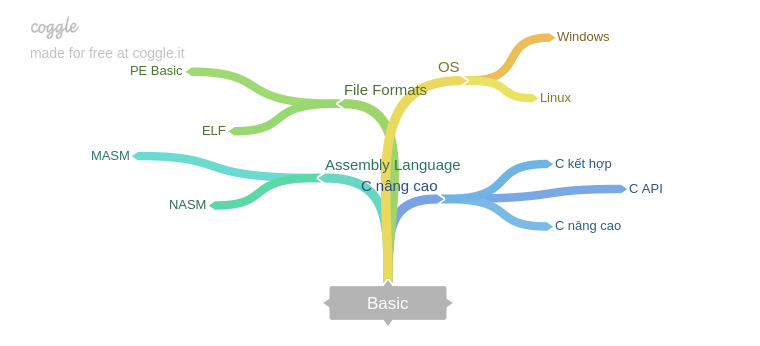 coggle
made for free at coggle.it
Windows
OS
PE Basic
File Formats
Linux
ELF
MASM
Assembly Language
C kết hợp
C nâng cao
C API
NASM
C nâng cao
Basic